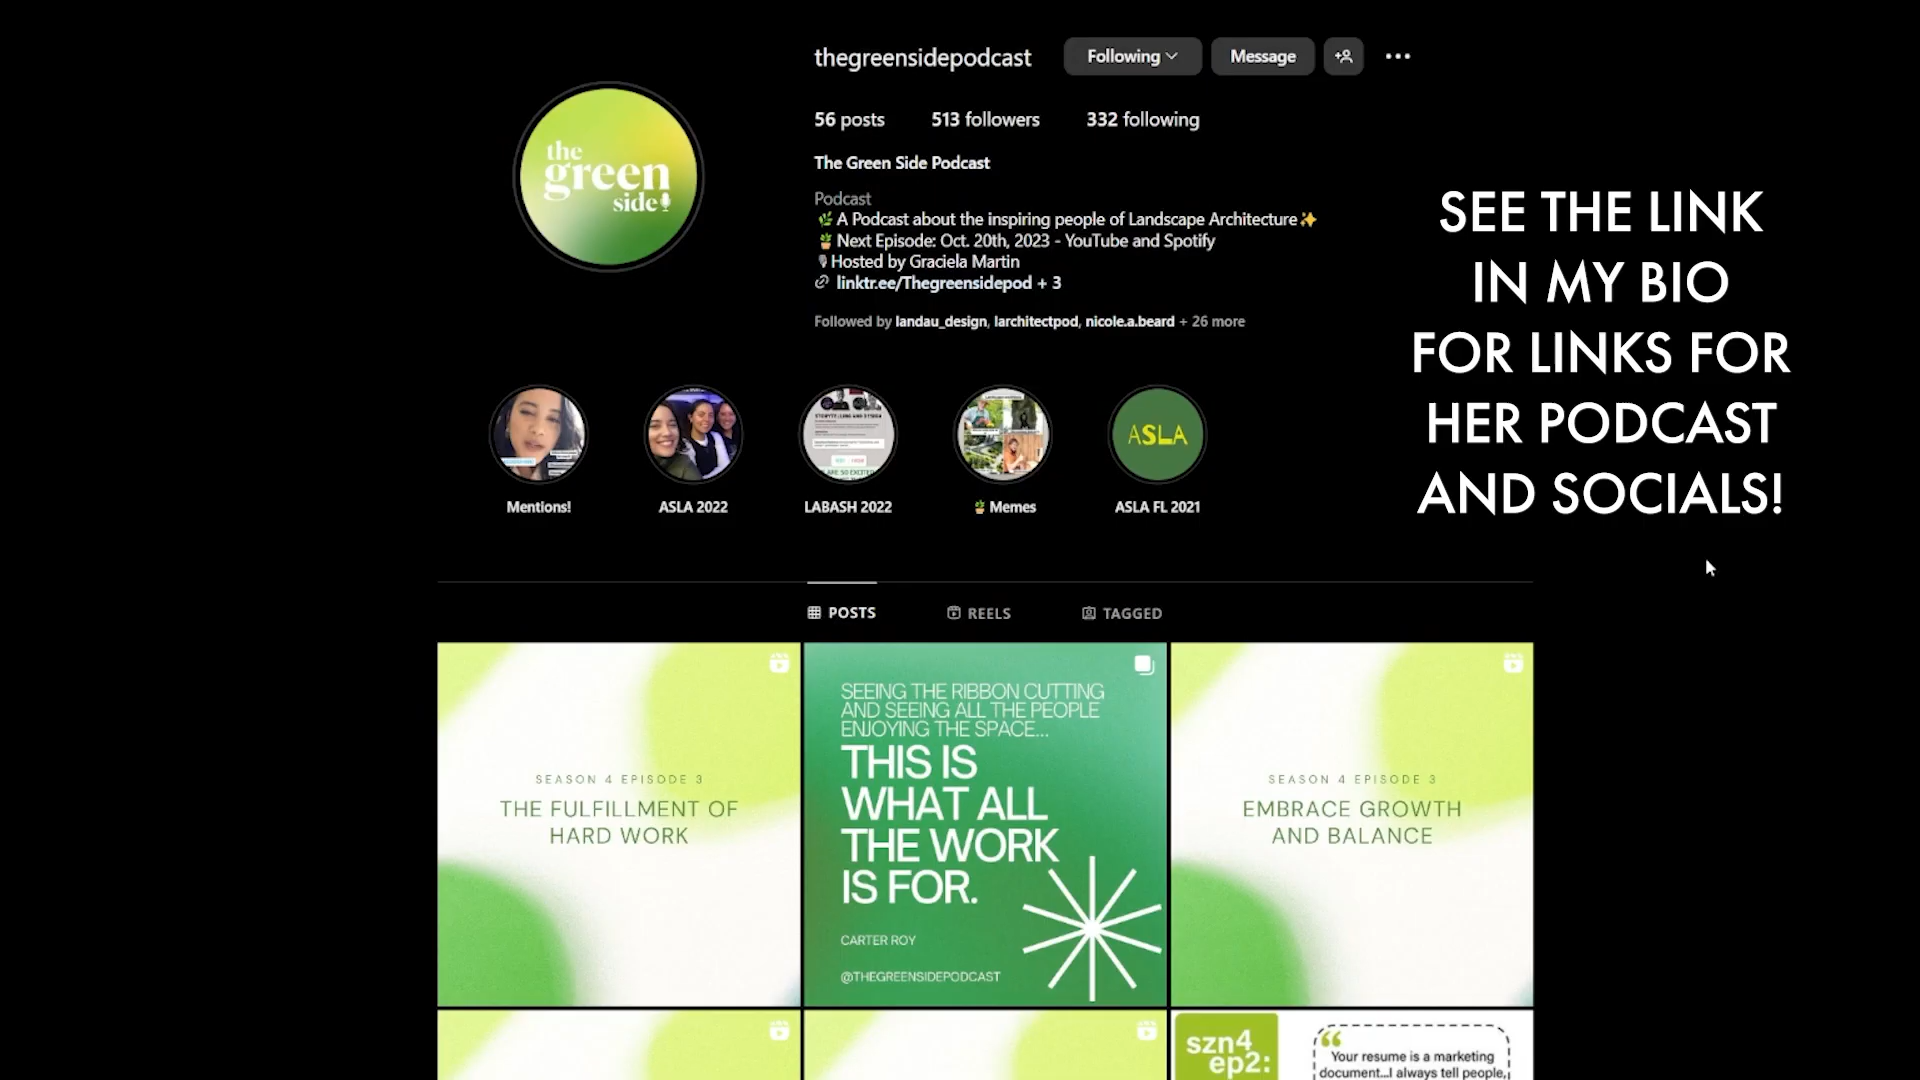 thegreensidepodcast
Following
Message
56 posts
513 followers
332 following
The Green Side Podcast
Podcast
🌿A Podcast about the inspiring people of Landscape Architecture✨
🪴Next Episode: Oct. 20th, 2023 - YouTube and Spotify
🎙Hosted by Graciela Martin
linktr.ee/Thegreensidepod + 3
Followed by landau_design, larchitectpod, nicole.a.beard + 26 more
the
green
side
SEE THE LINK
IN MY BIO
FOR LINKS FOR
HER PODCAST
AND SOCIALS!
ASLA
Mentions!
ASLA 2022
LABASH 2022
🪴Memes
ASLA FL 2021
POSTS
REELS
TAGGED
SEASON 4 EPISODE 3
THE FULFILLMENT OF
HARD WORK
SEEING THE RIBBON CUTTING
AND SEEING ALL THE PEOPLE
ENJOYING THE SPACE...
THIS IS
WHAT ALL
THE WORK
IS FOR.
CARTER ROY
@THEGREENSIDEPODCAST
SEASON 4 EPISODE 3
EMBRACE GROWTH
AND BALANCE
szn4
ep2:
“
Your resume is a marketing
document...I always tell people,